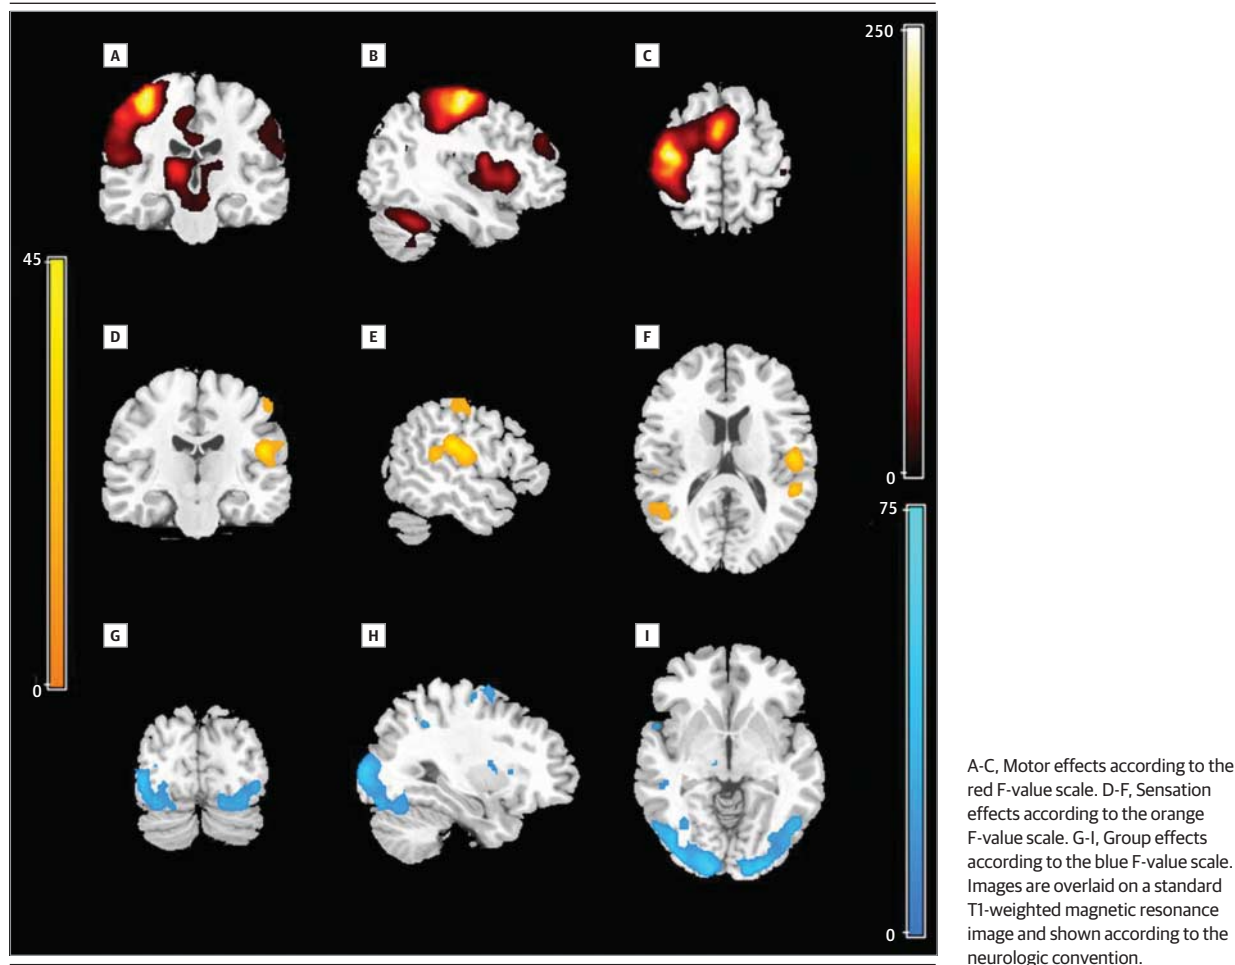 250
A
B
C
45
D
E
F
0
75
G
H
I
0
0
A-C, Motor effects according to the
red F-value scale. D-F, Sensation
effects according to the orange
F-value scale. G-I, Group effects
according to the blue F-value scale.
Images are overlaid on a standard
T1-weighted magnetic resonance
image and shown according to the
neurologic convention.